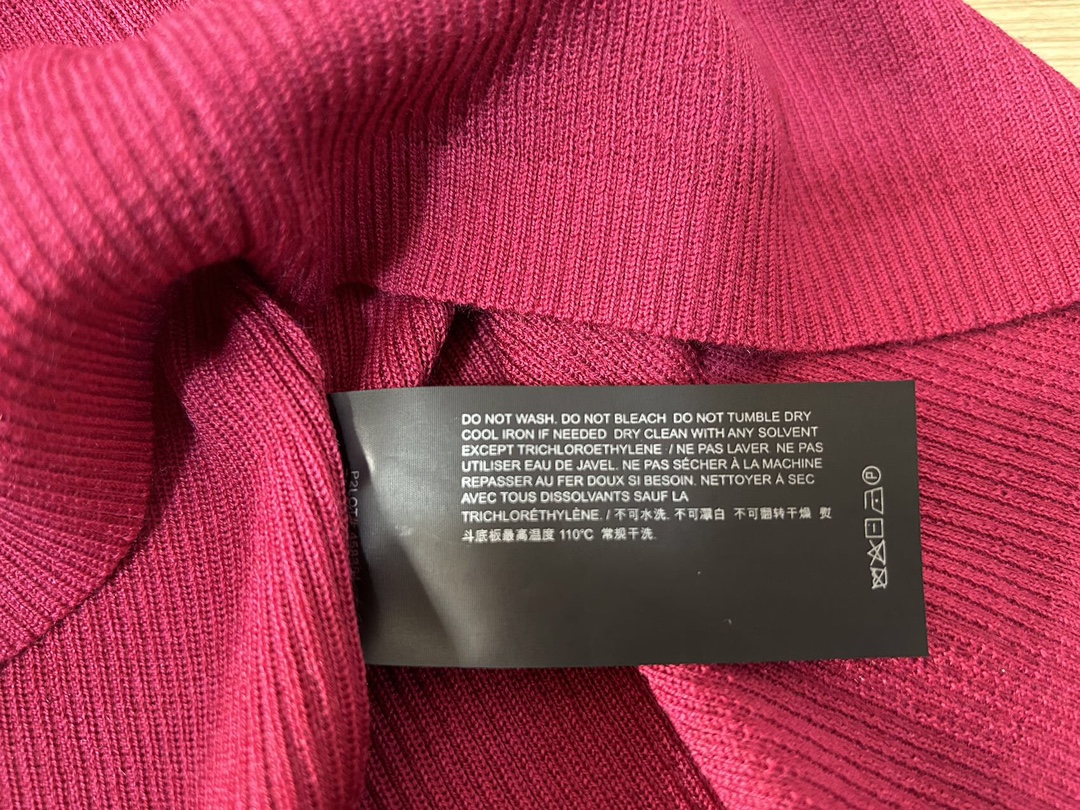 DO NOT WASH. DO NOT BLEACH DO NOT TUMBLE DRY
COOL IRON IF NEEDED DRY CLEAN WITH ANY SOLVENT
EXCEPT TRICHLOROETHYLENE / NE PAS LAVER NE PAS
UTILISER EAU DE JAVEL. NE PAS SÉCHER À LA MACHINE
REPASSER AU FER DOUX SI BESOIN. NETTOYER À SEC
AVEC TOUS DISSOLVANTS SAUF LA
TRICHLORÉTHYLÈNE. / 不可水洗. 不可漂白 不可翻转干燥 熨
斗底板最高温度 110℃ 常规干洗.
P